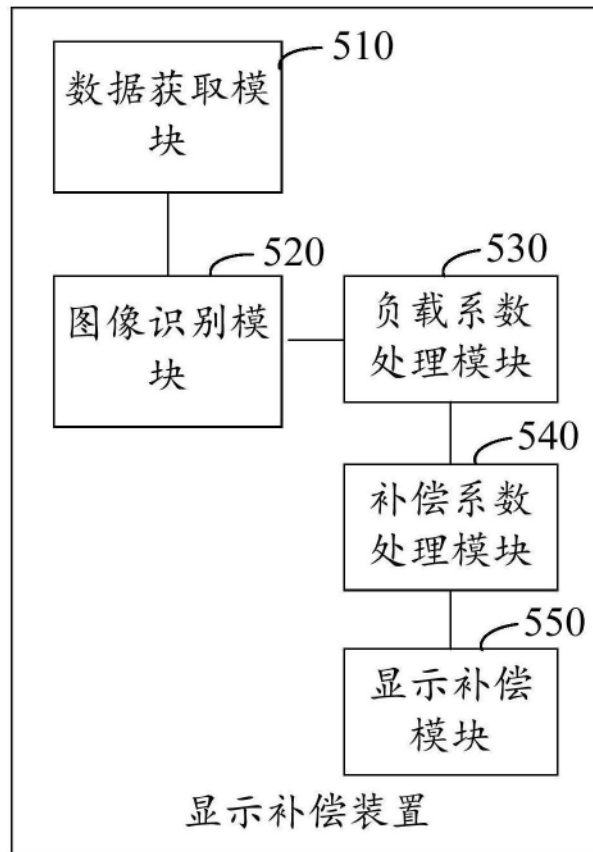 510
数据获取模
块
520
图像识别模
块
530
负载系数
处理模块
540
补偿系数
处理模块
550
显示补偿
模块
显示补偿装置